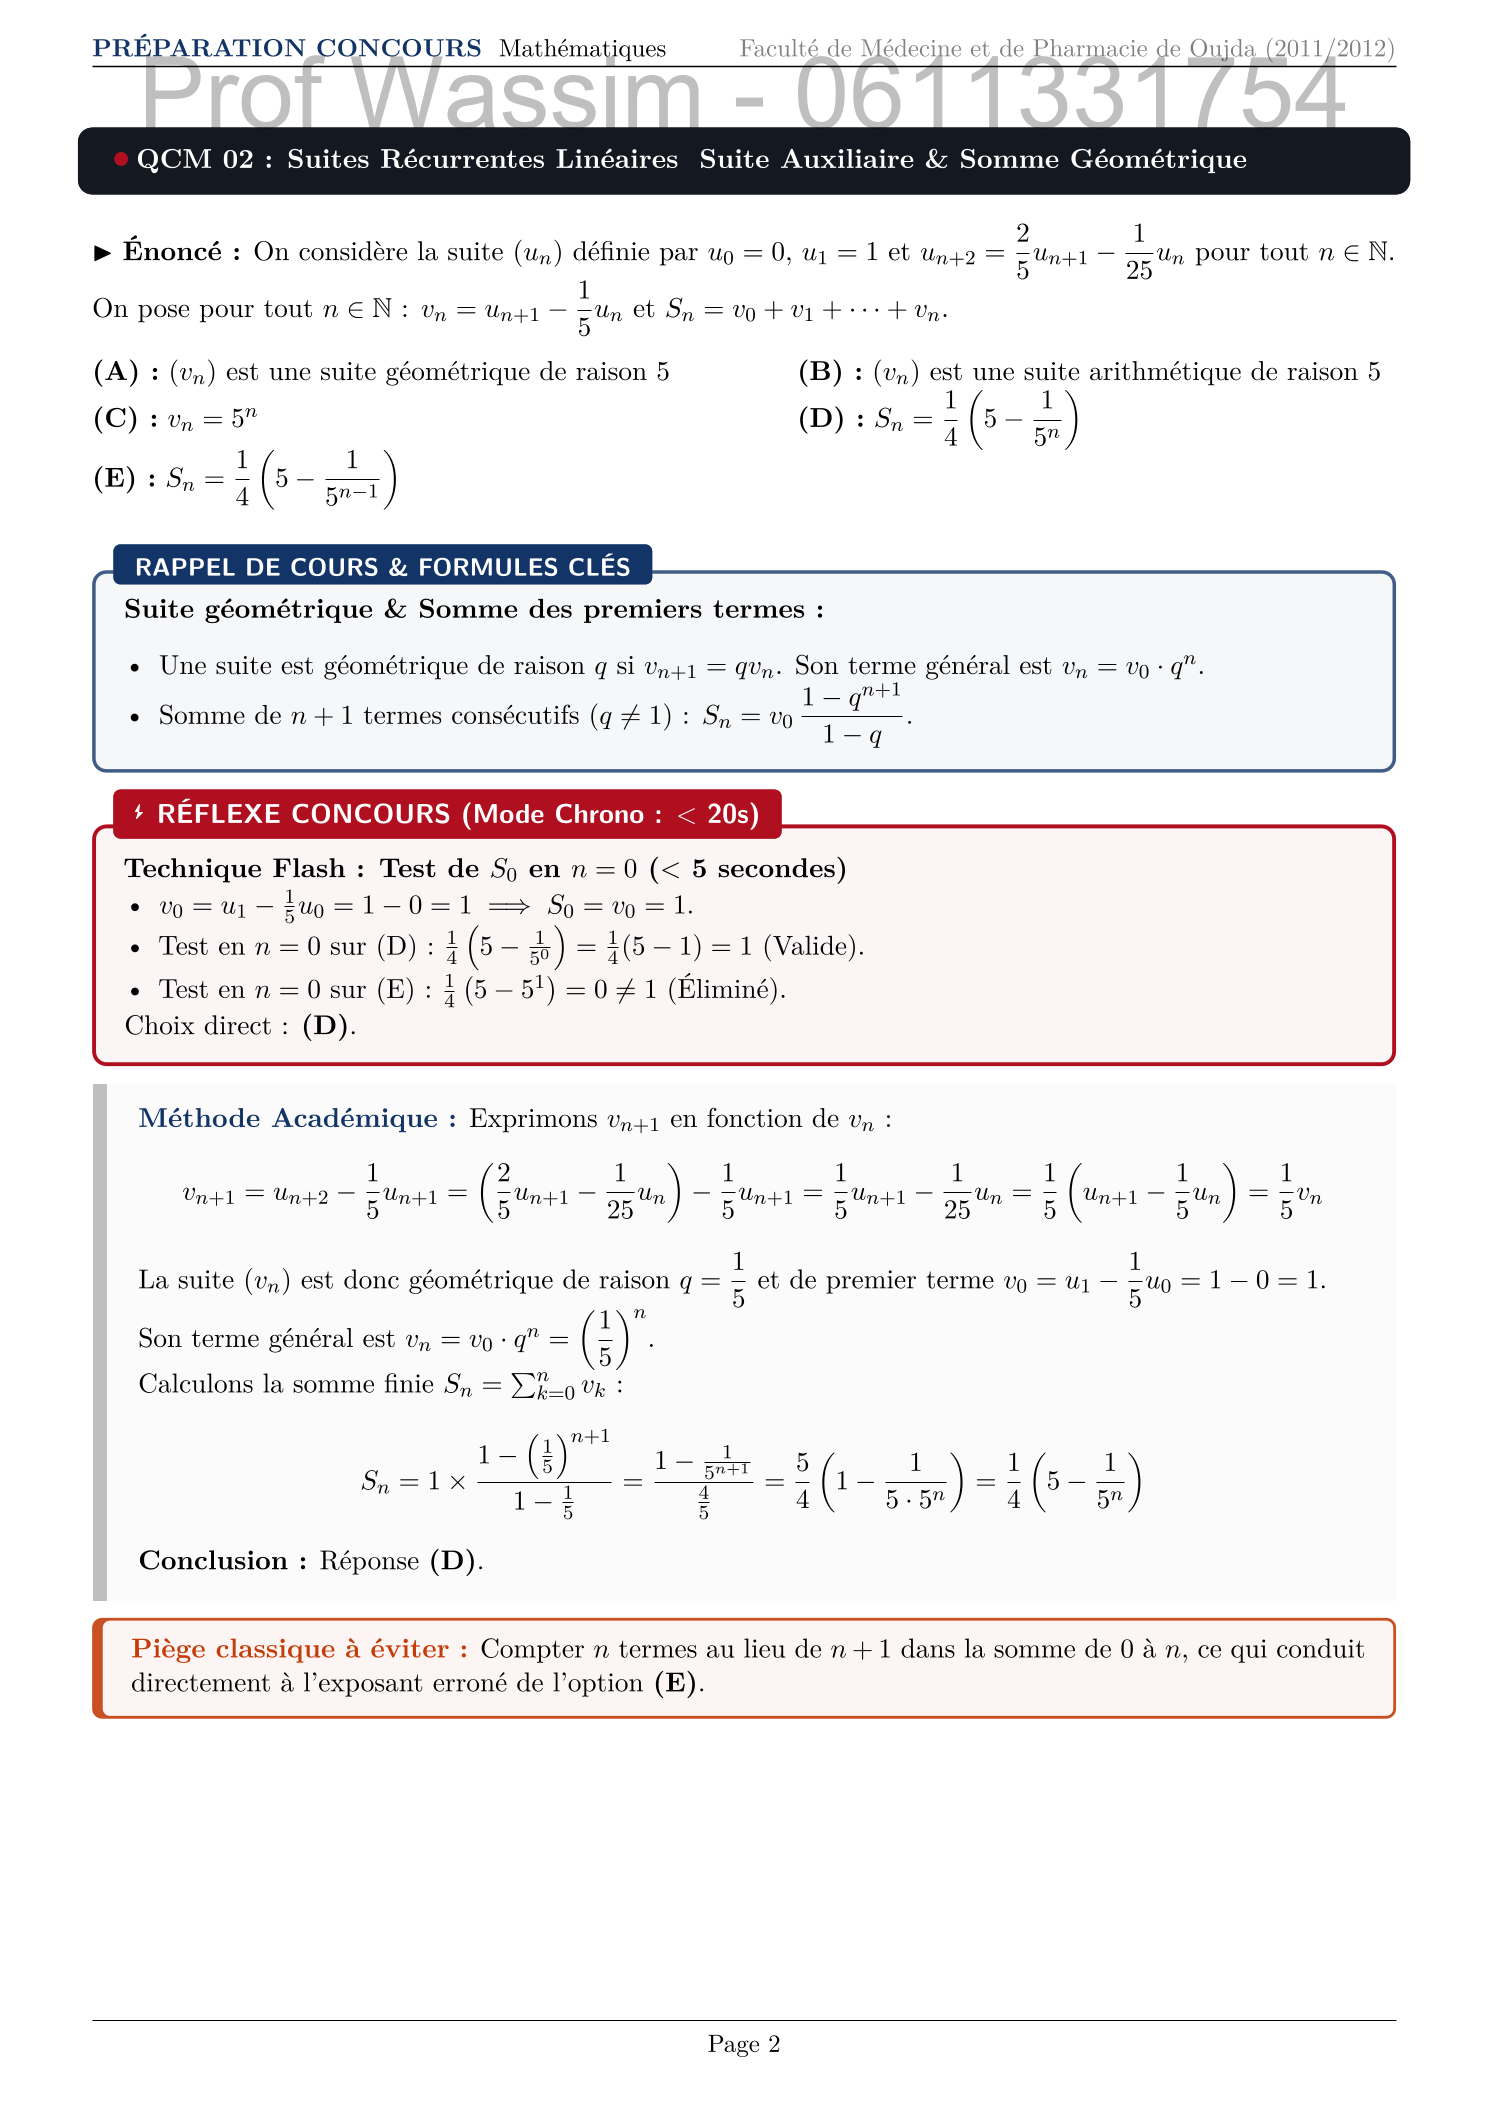 PRÉPARATION CONCOURS Mathématiques Faculté de Médecine et de Pharmacie de Oujda (2011/2012)
Prof Wassim - 0611331754
● QCM 02 : Suites Récurrentes Linéaires Suite Auxiliaire & Somme Géométrique
▶ Énoncé : On considère la suite (uₙ) définie par u₀ = 0, u₁ = 1 et uₙ₊₂ = 2/5 uₙ₊₁ − 1/25 uₙ pour tout n ∈ ℕ.
On pose pour tout n ∈ ℕ : vₙ = uₙ₊₁ − 1/5 uₙ et Sₙ = v₀ + v₁ + ··· + vₙ.
(A) : (vₙ) est une suite géométrique de raison 5 (B) : (vₙ) est une suite arithmétique de raison 5
(C) : vₙ = 5ⁿ (D) : Sₙ = 1/4 (5 − 1/5ⁿ)
(E) : Sₙ = 1/4 (5 − 1/5ⁿ⁻¹)
RAPPEL DE COURS & FORMULES CLÉS
Suite géométrique & Somme des premiers termes :
• Une suite est géométrique de raison q si vₙ₊₁ = qvₙ. Son terme général est vₙ = v₀ · qⁿ.
• Somme de n + 1 termes consécutifs (q ≠ 1) : Sₙ = v₀ (1 − qⁿ⁺¹)/(1 − q).
⚡ RÉFLEXE CONCOURS (Mode Chrono : < 20s)
Technique Flash : Test de S₀ en n = 0 (< 5 secondes)
• v₀ = u₁ − 1/5 u₀ = 1 − 0 = 1 ⟹ S₀ = v₀ = 1.
• Test en n = 0 sur (D) : 1/4 (5 − 1/5⁰) = 1/4 (5 − 1) = 1 (Valide).
• Test en n = 0 sur (E) : 1/4 (5 − 5¹) = 0 ≠ 1 (Éliminé).
Choix direct : (D).
Méthode Académique : Exprimons vₙ₊₁ en fonction de vₙ :
vₙ₊₁ = uₙ₊₂ − 1/5 uₙ₊₁ = (2/5 uₙ₊₁ − 1/25 uₙ) − 1/5 uₙ₊₁ = 1/5 uₙ₊₁ − 1/25 uₙ = 1/5 (uₙ₊₁ − 1/5 uₙ) = 1/5 vₙ
La suite (vₙ) est donc géométrique de raison q = 1/5 et de premier terme v₀ = u₁ − 1/5 u₀ = 1 − 0 = 1.
Son terme général est vₙ = v₀ · qⁿ = (1/5)ⁿ.
Calculons la somme finie Sₙ = ∑ₖ₌₀ⁿ vₖ :
Sₙ = 1 × (1 − (1/5)ⁿ⁺¹)/(1 − 1/5) = (1 − 1/5ⁿ⁺¹)/(4/5) = 5/4 (1 − 1/(5 · 5ⁿ)) = 1/4 (5 − 1/5ⁿ)
Conclusion : Réponse (D).
Piège classique à éviter : Compter n termes au lieu de n + 1 dans la somme de 0 à n, ce qui conduit
directement à l'exposant erroné de l'option (E).
Page 2